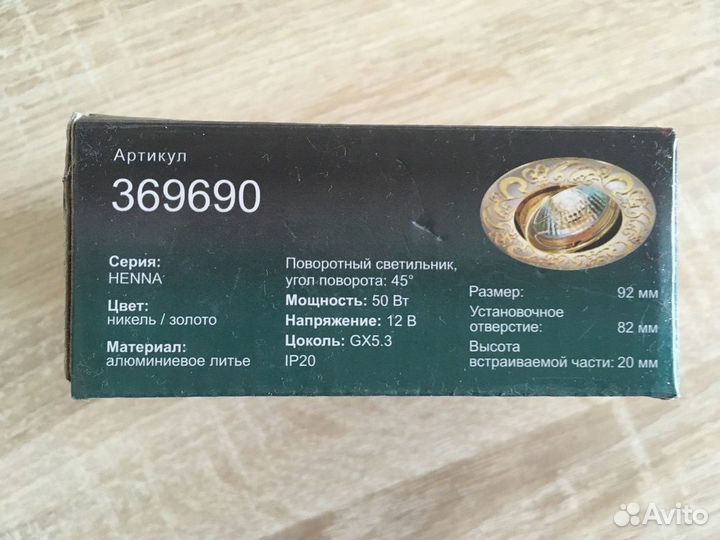 Артикул
369690
Серия:
HENNA
Цвет:
никель / золото
Материал:
алюминиевое литье
Поворотный светильник,
угол поворота: 45°
Мощность: 50 Вт
Напряжение: 12 В
Цоколь: GX5.3
IP20
Размер: 92 мм
Установочное
отверстие: 82 мм
Высота
встраиваемой части: 20 мм
Avito